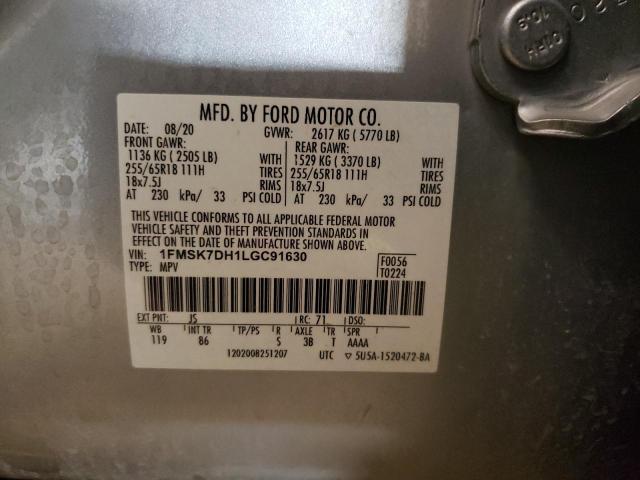 720
01RH
10.9
MFD. BY FORD MOTOR CO.
DATE: 08/20 GVWR: 2617 KG ( 5770 LB)
FRONT GAWR: REAR GAWR:
1136 KG ( 2505 LB) WITH 1529 KG ( 3370 LB) WITH
255/65R18 111H TIRES 255/65R18 111H TIRES
18x7.5J RIMS 18x7.5J RIMS
AT 230 kPa/ 33 PSI COLD AT 230 kPa/ 33 PSI COLD
THIS VEHICLE CONFORMS TO ALL APPLICABLE FEDERAL MOTOR
VEHICLE SAFETY AND THEFT PREVENTION STANDARDS IN
EFFECT ON THE DATE OF MANUFACTURE SHOWN ABOVE.
VIN: 1FMSK7DH1LGC91630 F0056
TYPE: MPV T0224
EXT PNT: JS RC: 71 DSO:
WB INT TR TP/PS R AXLE TR SPR
119 86 S 3B T AAAA
1202008251207 UTC ▽ 5U5A-1520472-BA